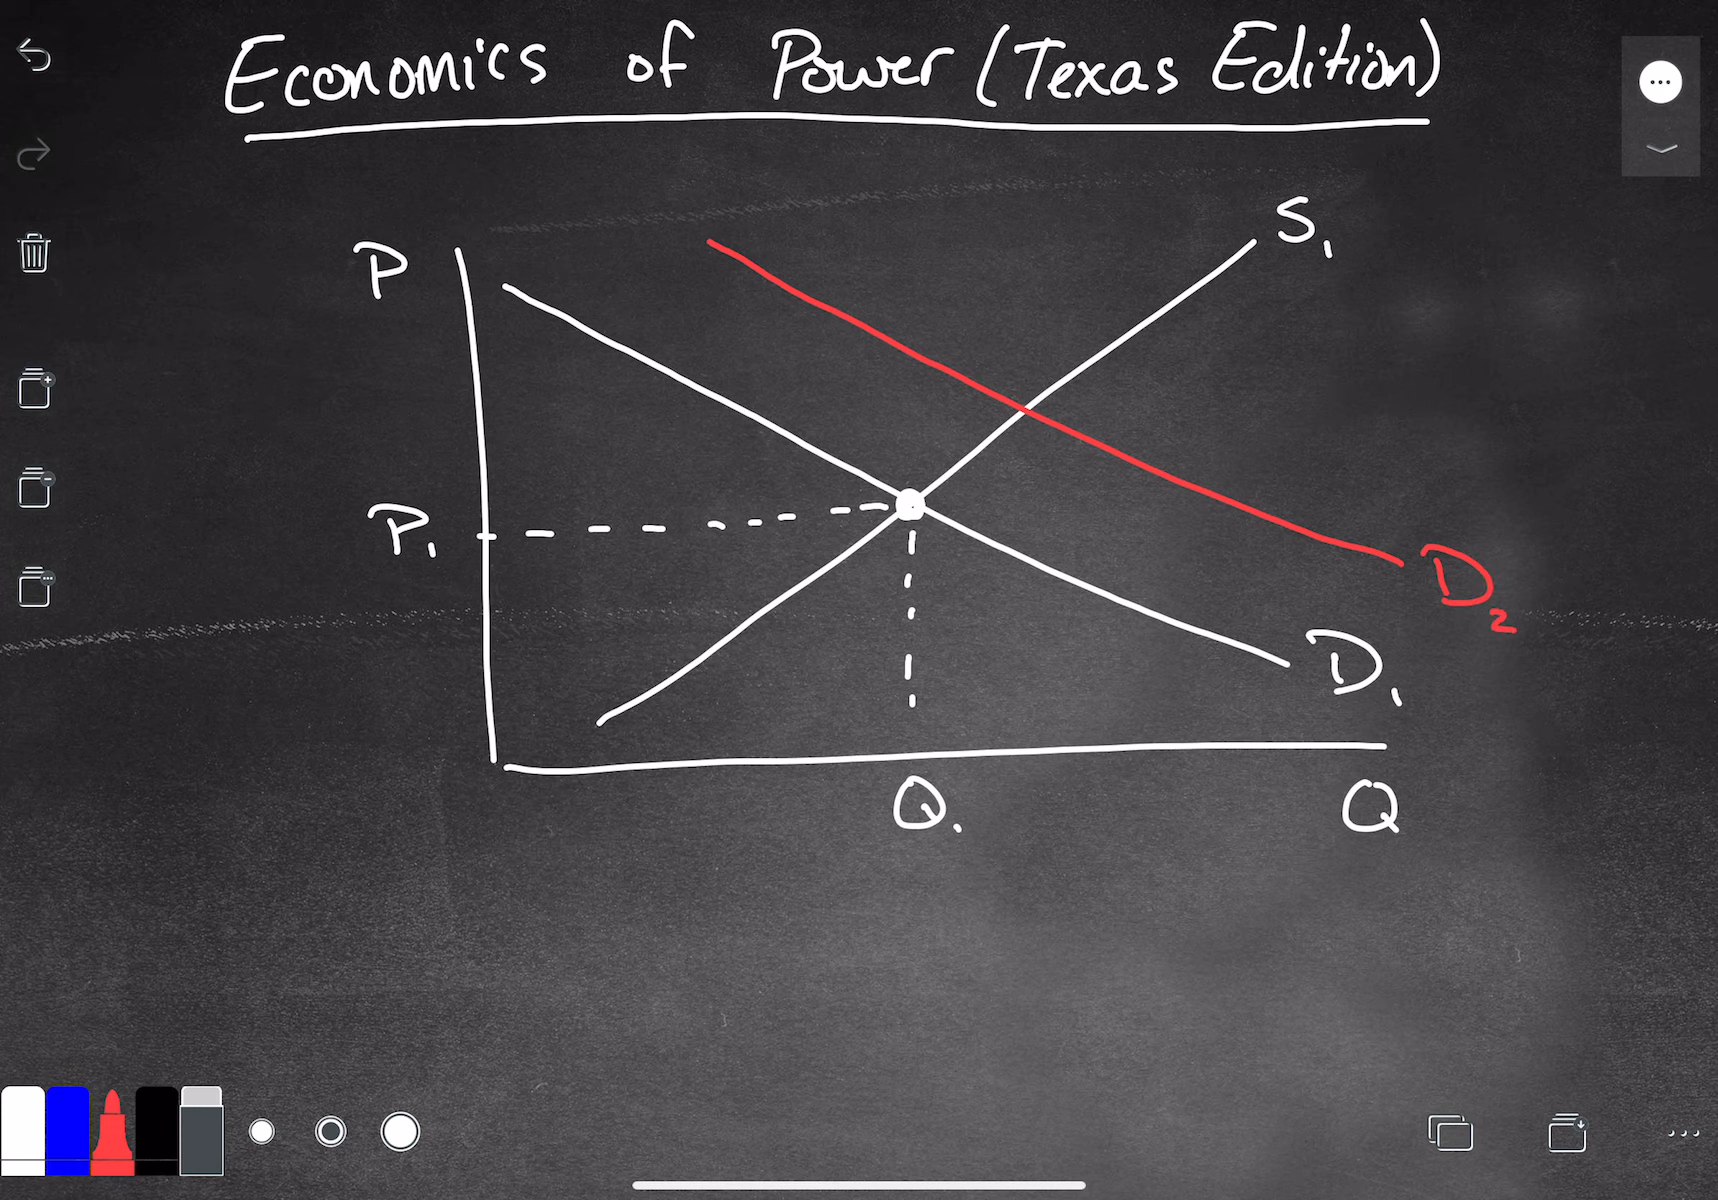 Economics of Power (Texas Edition)
P
S1
P1
D2
D1
Q1
Q